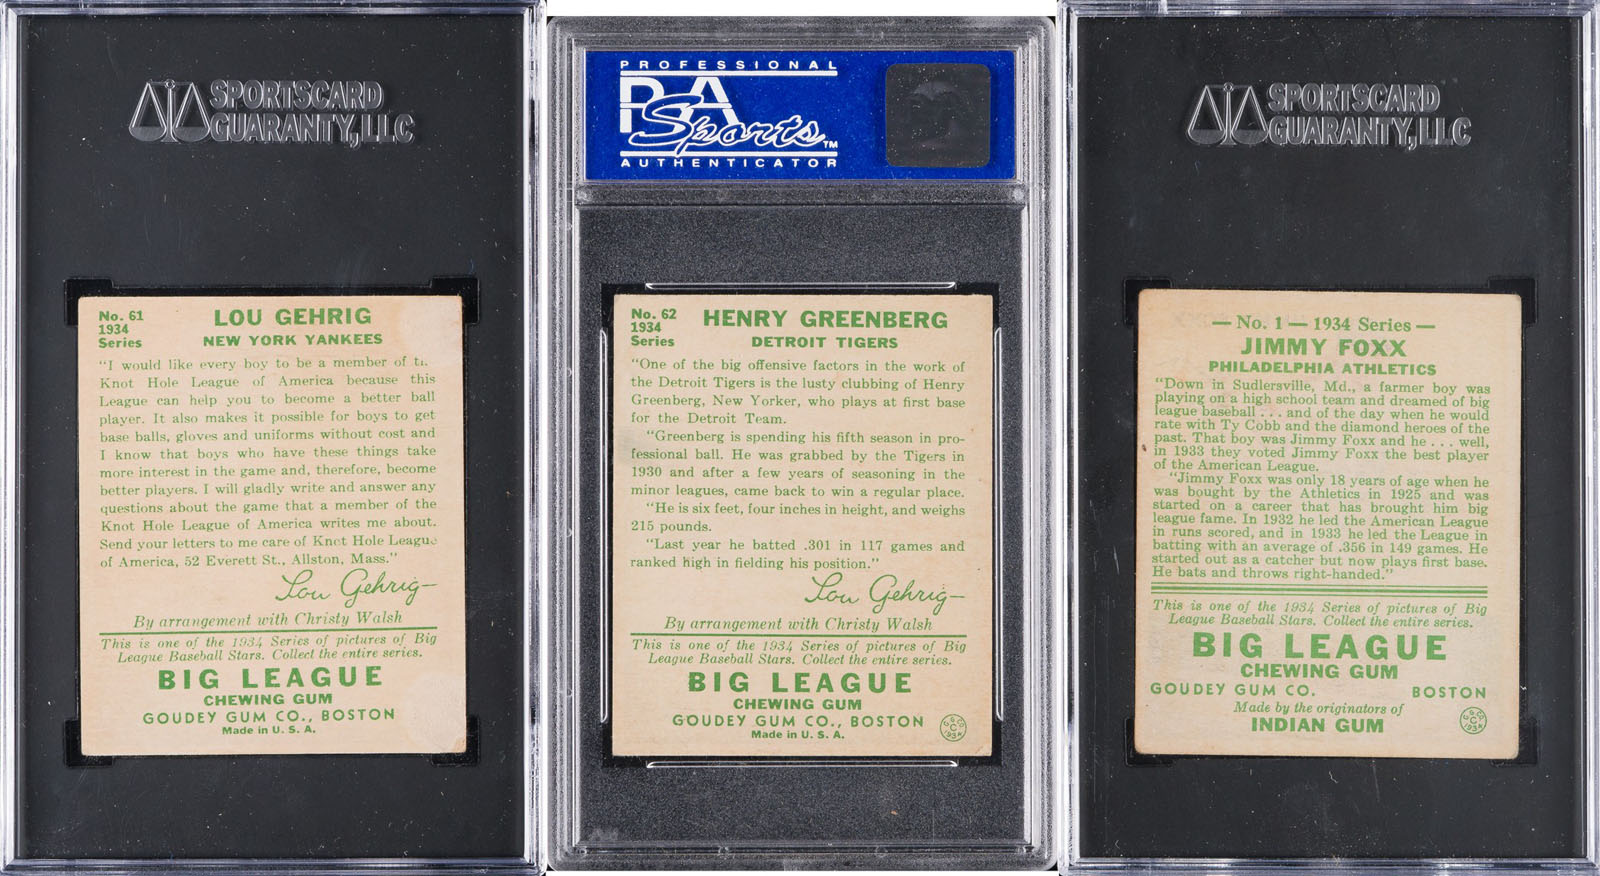 SPORTSCARD
GUARANTY, LLC
No. 61
1934
Series
LOU GEHRIG
NEW YORK YANKEES
"I would like every boy to be a member of
Knot Hole League of America because this
League can help you to become a better ball
player. It also makes it possible for boys to get
base balls, gloves and uniforms without cost and
I know that boys who have these things take
more interest in the game and, therefore, become
better players. I will gladly write and answer any
questions about the game that a member of the
Knot Hole League of America writes me about.
Send your letters to me care of Knot Hole League
of America, 52 Everett St., Allston, Mass."
Lou Gehrig
By arrangement with Christy Walsh
This is one of the 1934 Series of pictures of Big
League Baseball Stars. Collect the entire series.
BIG LEAGUE
CHEWING GUM
GOUDEY GUM CO., BOSTON
Made in U. S. A.
PROFESSIONAL
PSA
Sports TM
AUTHENTICATOR
No. 62
1934
Series
HENRY GREENBERG
DETROIT TIGERS
"One of the big offensive factors in the work of
the Detroit Tigers is the lusty clubbing of Henry
Greenberg, New Yorker, who plays at first base
for the Detroit Team.
"Greenberg is spending his fifth season in pro-
fessional ball. He was grabbed by the Tigers in
1930 and after a few years of seasoning in the
minor leagues, came back to win a regular place.
"He is six feet, four inches in height, and weighs
215 pounds.
"Last year he batted .301 in 117 games and
ranked high in fielding his position."
Lou Gehrig
By arrangement with Christy Walsh
This is one of the 1934 Series of pictures of Big
League Baseball Stars. Collect the entire series.
BIG LEAGUE
CHEWING GUM
GOUDEY GUM CO., BOSTON
Made in U. S. A.
G G CO.
1934
SPORTSCARD
GUARANTY, LLC
— No. 1 — 1934 Series —
JIMMY FOXX
PHILADELPHIA ATHLETICS
"Down in Sudlersville, Md., a farmer boy was
playing on a high school team and dreamed of big
league baseball . . . and of the day when he would
rate with Ty Cobb and the diamond heroes of the
past. That boy was Jimmy Foxx and he . . . well,
in 1933 they voted Jimmy Foxx the best player
of the American League.
"Jimmy Foxx was only 18 years of age when he
was bought by the Athletics in 1925 and was
started on a career that has brought him big
league fame. In 1932 he led the American League
in runs scored, and in 1933 he led the League in
batting with an average of .356 in 149 games. He
started out as a catcher but now plays first base.
He bats and throws right-handed."
This is one of the 1934 Series of pictures of Big
League Baseball Stars. Collect the entire series.
BIG LEAGUE
CHEWING GUM
GOUDEY GUM CO. BOSTON
Made by the originators of
INDIAN GUM
G G CO.
1934